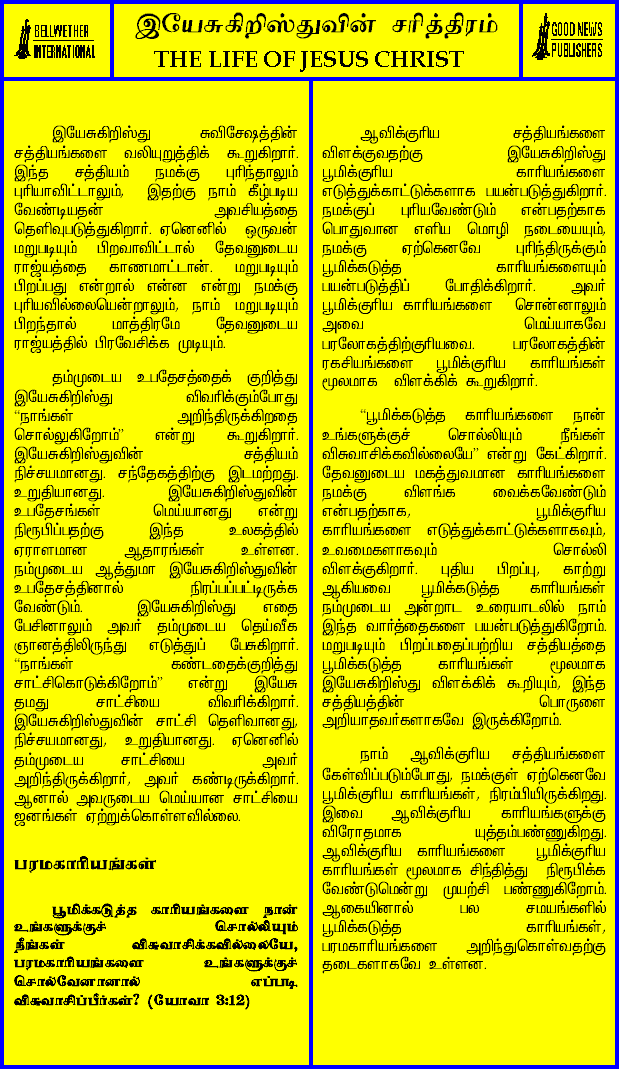 BELLWETHER
INTERNATIONAL
இயேசுகிறிஸ்துவின் சரித்திரம்
THE LIFE OF JESUS CHRIST
GOOD NEWS
PUBLISHERS
இயேசுகிறிஸ்து சுவிசேஷத்தின்
சத்தியங்களை வலியுறுத்திக் கூறுகிறார்.
இந்த சத்தியம் நமக்கு புரிந்தாலும்
புரியாவிட்டாலும், இதற்கு நாம் கீழ்படிய
வேண்டியதன் அவசியத்தை
தெளிவுபடுத்துகிறார். ஏனெனில் ஒருவன்
மறுபடியும் பிறவாவிட்டால் தேவனுடைய
ராஜ்யத்தை காணமாட்டான். மறுபடியும்
பிறப்பது என்றால் என்ன என்று நமக்கு
புரியவில்லையென்றாலும், நாம் மறுபடியும்
பிறந்தால் மாத்திரமே தேவனுடைய
ராஜ்யத்தில் பிரவேசிக்க முடியும்.
தம்முடைய உபதேசத்தைக் குறித்து
இயேசுகிறிஸ்து விவரிக்கும்போது
“நாங்கள் அறிந்திருக்கிறதை
சொல்லுகிறோம்” என்று கூறுகிறார்.
இயேசுகிறிஸ்துவின் சத்தியம்
நிச்சயமானது. சந்தேகத்திற்கு இடமற்றது.
உறுதியானது. இயேசுகிறிஸ்துவின்
உபதேசங்கள் மெய்யானது என்று
நிரூபிப்பதற்கு இந்த உலகத்தில்
ஏராளமான ஆதாரங்கள் உள்ளன.
நம்முடைய ஆத்துமா இயேசுகிறிஸ்துவின்
உபதேசத்தினால் நிரப்பப்பட்டிருக்க
வேண்டும். இயேசுகிறிஸ்து எதை
பேசினாலும் அவர் தம்முடைய தெய்வீக
ஞானத்திலிருந்து எடுத்துப் பேசுகிறார்.
“நாங்கள் கண்டதைக்குறித்து
சாட்சிகொடுக்கிறோம்” என்று இயேசு
தமது சாட்சியை விவரிக்கிறார்.
இயேசுகிறிஸ்துவின் சாட்சி தெளிவானது,
நிச்சயமானது, உறுதியானது. ஏனெனில்
தம்முடைய சாட்சியை அவர்
அறிந்திருக்கிறார், அவர் கண்டிருக்கிறார்.
ஆனால் அவருடைய மெய்யான சாட்சியை
ஜனங்கள் ஏற்றுக்கொள்ளவில்லை.
பரமகாரியங்கள்
பூமிக்கடுத்த காரியங்களை நான்
உங்களுக்குச் சொல்லியும்
நீங்கள் விசுவாசிக்கவில்லையே,
பரமகாரியங்களை உங்களுக்குச்
சொல்வேனானால் எப்படி
விசுவாசிப்பீர்கள்? (யோவா 3:12)
ஆவிக்குரிய சத்தியங்களை
விளக்குவதற்கு இயேசுகிறிஸ்து
பூமிக்குரிய காரியங்களை
எடுத்துக்காட்டுக்களாக பயன்படுத்துகிறார்.
நமக்குப் புரியவேண்டும் என்பதற்காக
பொதுவான எளிய மொழி நடையையும்,
நமக்கு ஏற்கெனவே புரிந்திருக்கும்
பூமிக்கடுத்த காரியங்களையும்
பயன்படுத்திப் போதிக்கிறார். அவர்
பூமிக்குரிய காரியங்களை சொன்னாலும்
அவை மெய்யாகவே
பரலோகத்திற்குரியவை. பரலோகத்தின்
ரகசியங்களை பூமிக்குரிய காரியங்கள்
மூலமாக விளக்கிக் கூறுகிறார்.
“பூமிக்கடுத்த காரியங்களை நான்
உங்களுக்குச் சொல்லியும் நீங்கள்
விசுவாசிக்கவில்லையே” என்று கேட்கிறார்.
தேவனுடைய மகத்துவமான காரியங்களை
நமக்கு விளங்க வைக்கவேண்டும்
என்பதற்காக, பூமிக்குரிய
காரியங்களை எடுத்துக்காட்டுக்களாகவும்,
உவமைகளாகவும் சொல்லி
விளக்குகிறார். புதிய பிறப்பு, காற்று
ஆகியவை பூமிக்கடுத்த காரியங்கள்
நம்முடைய அன்றாட உரையாடலில் நாம்
இந்த வார்த்தைகளை பயன்படுத்துகிறோம்.
மறுபடியும் பிறப்பதைப்பற்றிய சத்தியத்தை
பூமிக்கடுத்த காரியங்கள் மூலமாக
இயேசுகிறிஸ்து விளக்கிக் கூறியும், இந்த
சத்தியத்தின் பொருளை
அறியாதவர்களாகவே இருக்கிறோம்.
நாம் ஆவிக்குரிய சத்தியங்களை
கேள்விப்படும்போது, நமக்குள் ஏற்கெனவே
பூமிக்குரிய காரியங்கள், நிரம்பியிருக்கிறது.
இவை ஆவிக்குரிய காரியங்களுக்கு
விரோதமாக யுத்தம்பண்ணுகிறது.
ஆவிக்குரிய காரியங்களை பூமிக்குரிய
காரியங்கள் மூலமாக சிந்தித்து நிரூபிக்க
வேண்டுமென்று முயற்சி பண்ணுகிறோம்.
ஆகையினால் பல சமயங்களில்
பூமிக்கடுத்த காரியங்கள்,
பரமகாரியங்களை அறிந்துகொள்வதற்கு
தடைகளாகவே உள்ளன.